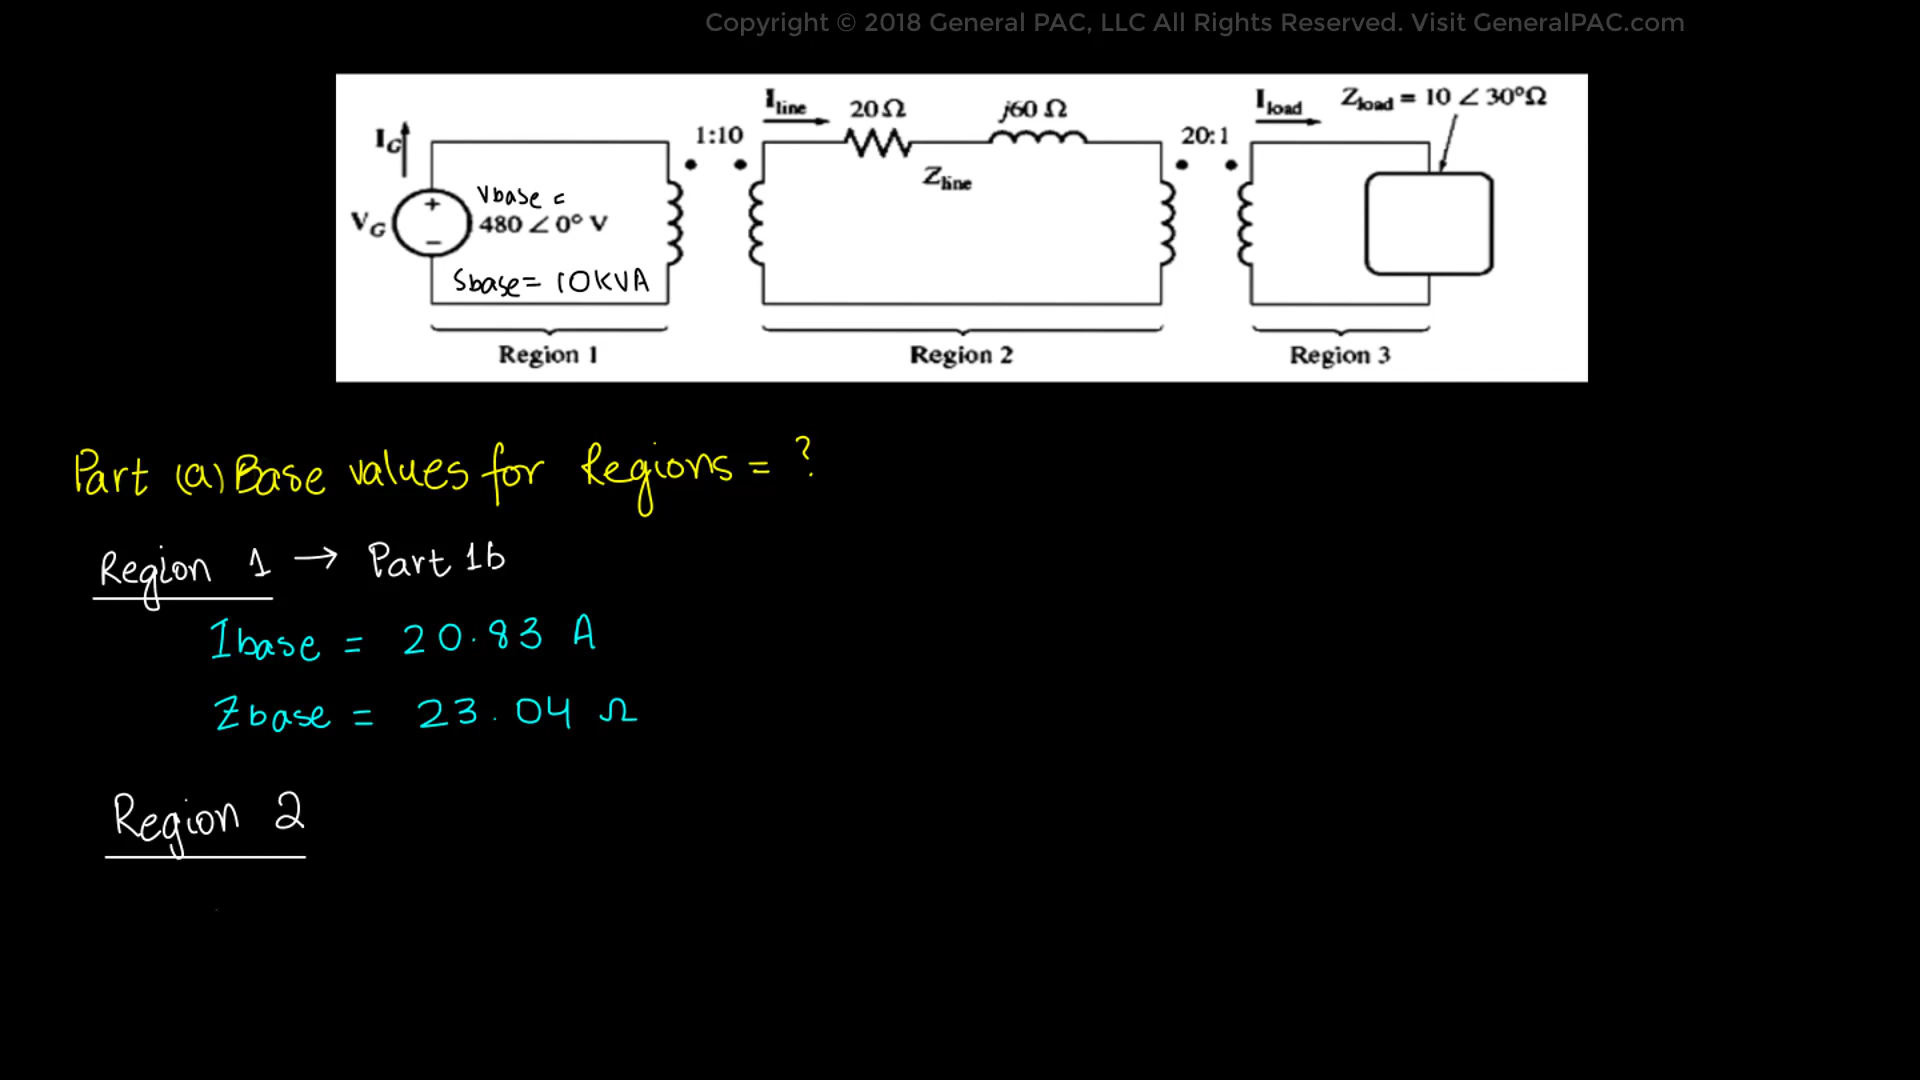 Copyright © 2018 General PAC, LLC All Rights Reserved. Visit GeneralPAC.com
I_line 20Ω j60 Ω I_load Z_load = 10 ∠ 30°Ω
I_G 1:10 20:1
Z_line
Vbase =
V_G + 480 ∠ 0° V
−
Sbase = 10KVA
Region 1 Region 2 Region 3
Part (a) Base values for Regions = ?
Region 1 → Part 1b
Ibase = 20.83 A
Zbase = 23.04 Ω
Region 2